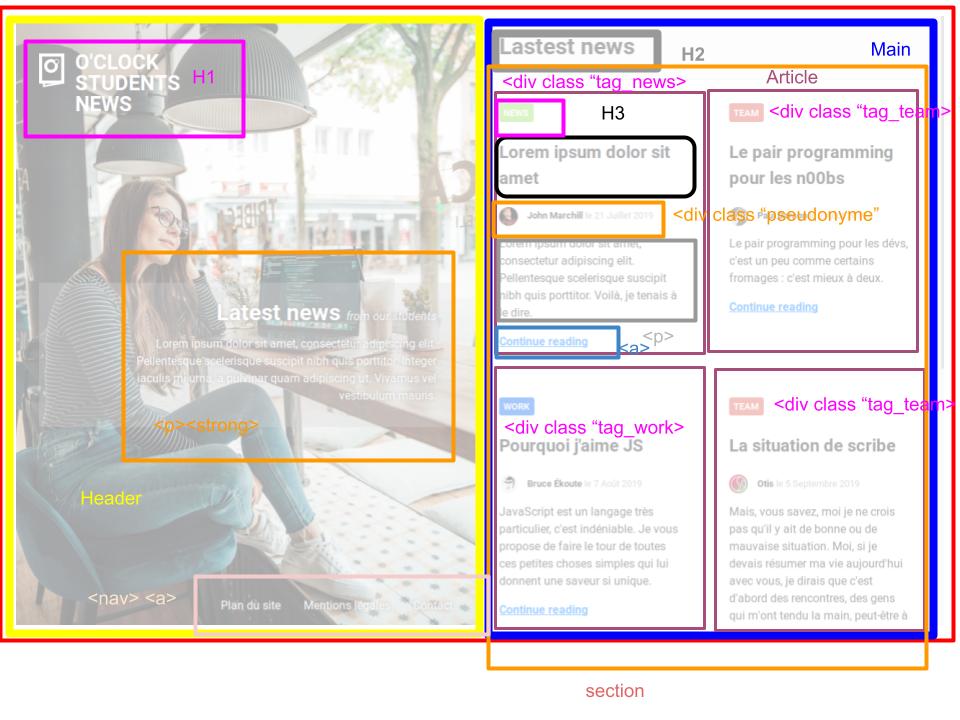 O'CLOCK
STUDENTS
NEWS
H1
Latest news from our students
Lorem ipsum dolor sit amet, consectetur adipiscing elit.
Pellentesque scelerisque suscipit nibh quis porttitor. Integer
iaculis mi urna, a pulvinar quam adipiscing ut. Vivamus vel
vestibulum mauris.
<p><strong>
Header
<nav> <a>
Plan du site
Mentions légales
Contact
Lastest news
H2
Main
<div class “tag_news>
Article
NEWS
H3
Lorem ipsum dolor sit
amet
John Marchill le 21 Juillet 2019
<div class “pseudonyme”
Lorem ipsum dolor sit amet,
consectetur adipiscing elit.
Pellentesque scelerisque suscipit
nibh quis porttitor. Voilà, je tenais à
le dire.
<p>
Continue reading
<a>
TEAM
<div class “tag_team>
Le pair programming
pour les n00bs
Le pair programming pour les dévs,
c'est un peu comme certains
fromages : c'est mieux à deux.
Continue reading
WORK
<div class “tag_work>
Pourquoi j'aime JS
Bruce Ékoute le 7 Août 2019
JavaScript est un langage très
particulier, c'est indéniable. Je vous
propose de faire le tour de toutes
ces petites choses simples qui lui
donnent une saveur si unique.
Continue reading
TEAM
<div class “tag_team>
La situation de scribe
Otis le 5 Septembre 2019
Mais, vous savez, moi je ne crois
pas qu'il y ait de bonne ou de
mauvaise situation. Moi, si je
devais résumer ma vie aujourd'hui
avec vous, je dirais que c'est
d'abord des rencontres, des gens
qui m'ont tendu la main, peut-être à
section